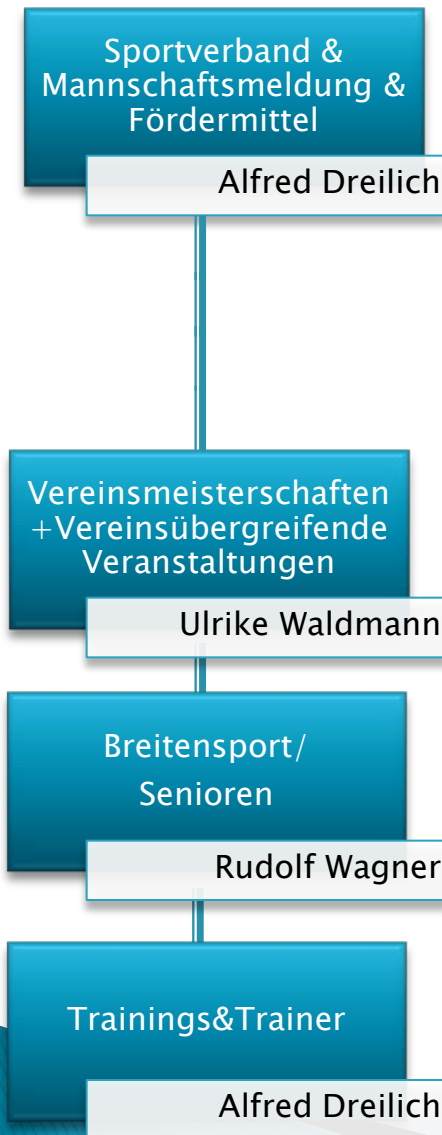 Sportverband &
Mannschaftsmeldung &
Fördermittel
Alfred Dreilich
Vereinsmeisterschaften
+Vereinsübergreifende
Veranstaltungen
Ulrike Waldmann
Breitensport/
Senioren
Rudolf Wagner
Trainings&Trainer
Alfred Dreilich